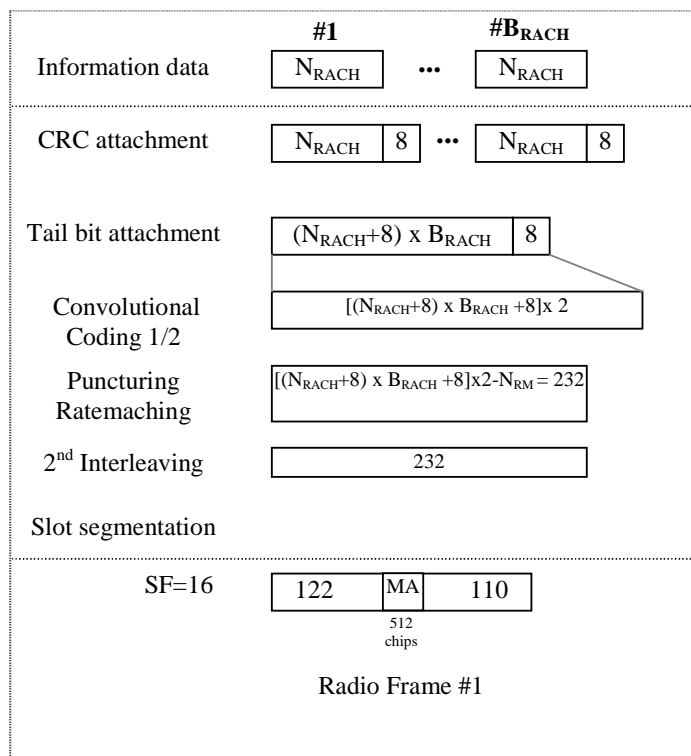 #1 #B_RACH
Information data N_RACH ... N_RACH
CRC attachment N_RACH 8 ... N_RACH 8
Tail bit attachment (N_RACH+8) x B_RACH 8
Convolutional [(N_RACH+8) x B_RACH +8]x 2
Coding 1/2
Puncturing [(N_RACH+8) x B_RACH +8]x2-N_RM = 232
Ratemaching
2nd Interleaving 232
Slot segmentation
SF=16 122 MA 110
512
chips
Radio Frame #1